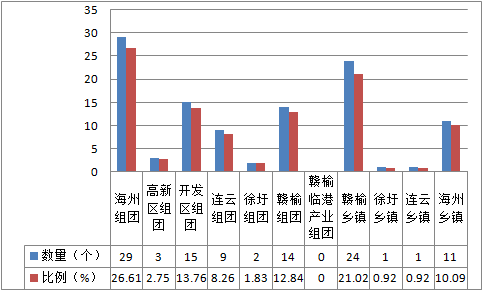 35
30
25
20
15
10
5
0
海州组团 高新区组团 开发区组团 连云组团 徐圩组团 赣榆组团 赣榆临港产业组团 赣榆乡镇 徐圩乡镇 连云乡镇 海州乡镇
数量（个） 29 3 15 9 2 14 0 24 1 1 11
比例（%） 26.61 2.75 13.76 8.26 1.83 12.84 0 21.02 0.92 0.92 10.09